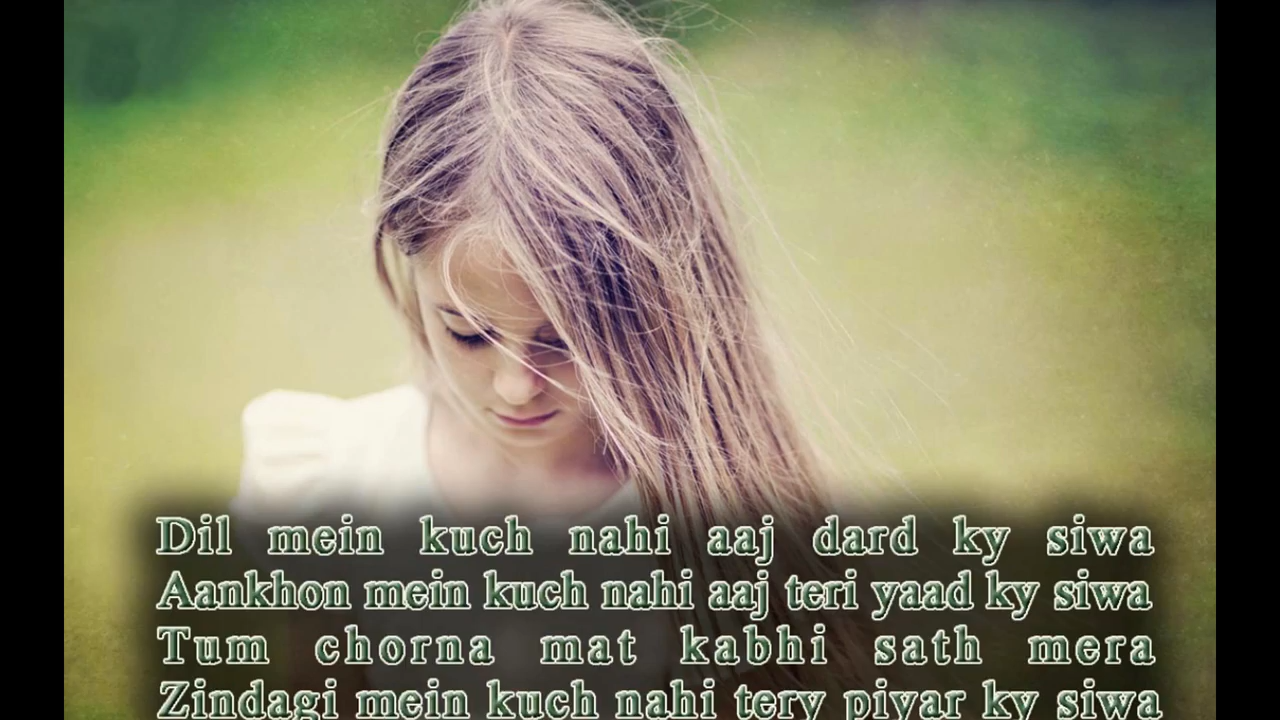 Dil mein kuch nahi aaj dard ky siwa
Aankhon mein kuch nahi aaj teri yaad ky siwa
Tum chorna mat kabhi sath mera
Zindagi mein kuch nahi tery piyar ky siwa